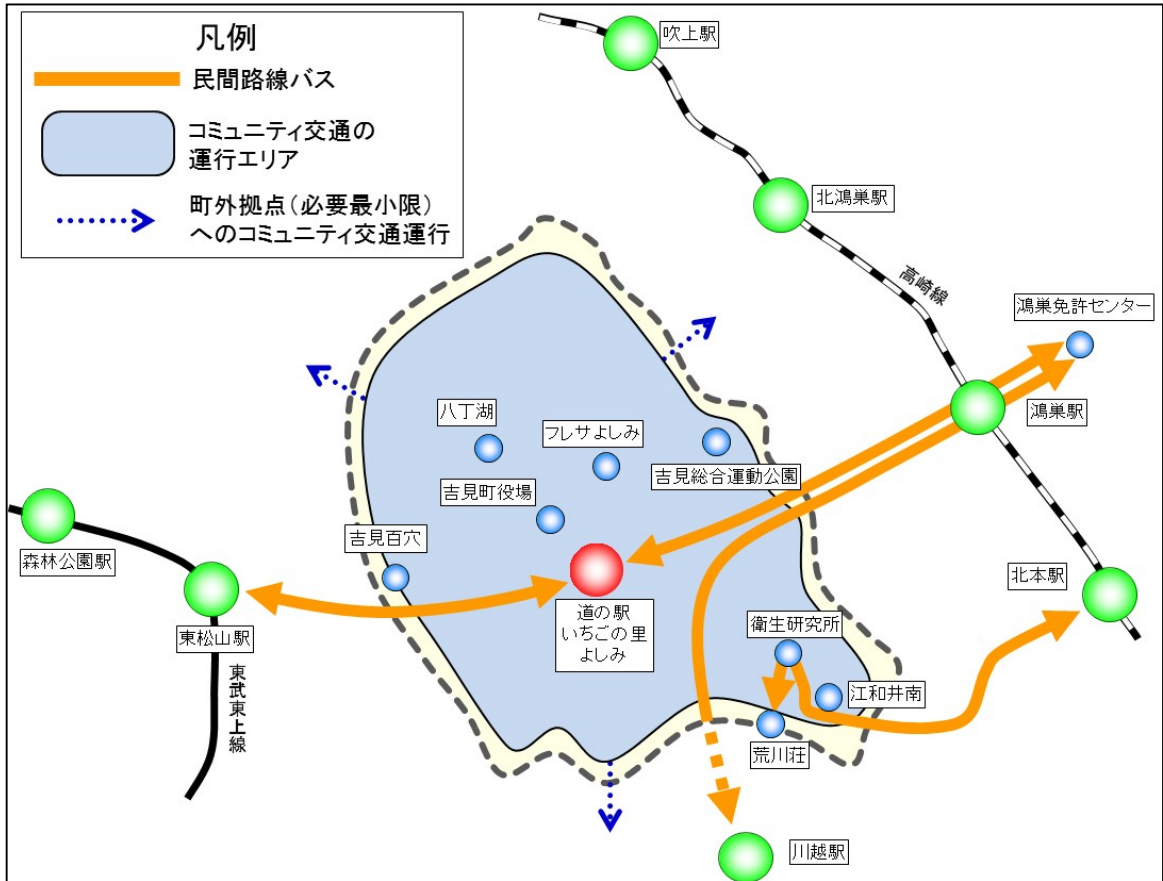 凡例
民間路線バス
コミュニティ交通の
運行エリア
町外拠点(必要最小限)
へのコミュニティ交通運行
吹上駅
北鴻巣駅
高崎線
鴻巣免許センター
鴻巣駅
八丁湖
フレサよしみ
吉見総合運動公園
吉見町役場
吉見百穴
森林公園駅
東松山駅
東武東上線
道の駅
いちごの里
よしみ
北本駅
衛生研究所
江和井南
荒川荘
川越駅